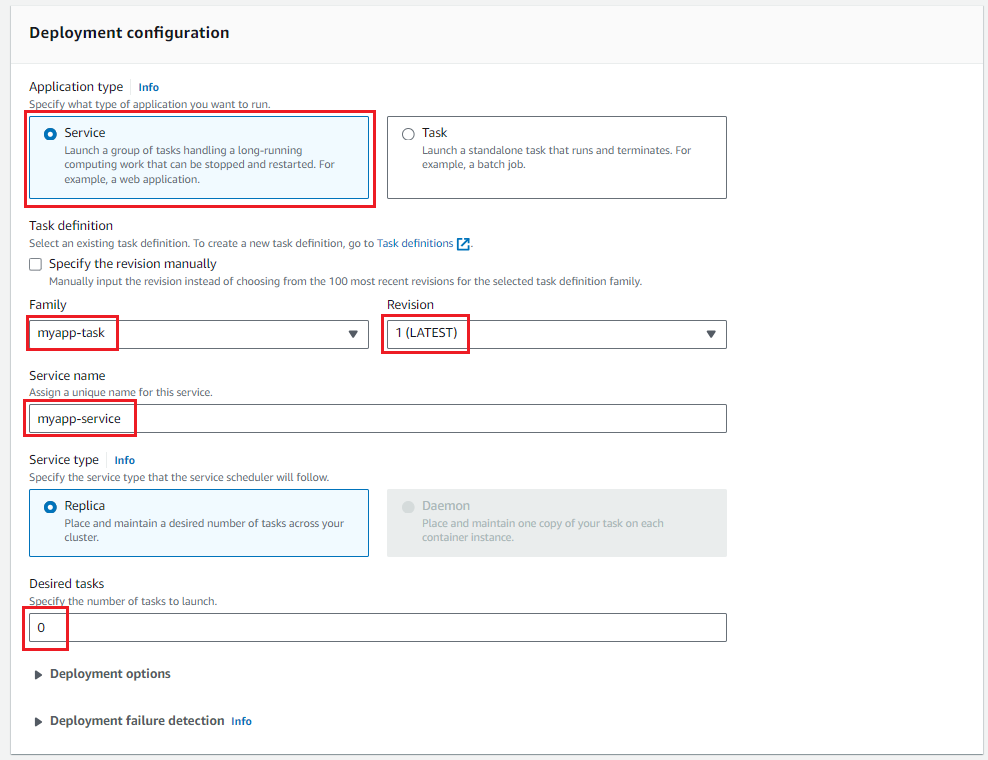 Deployment configuration
Application type Info
Specify what type of application you want to run.
Service
Launch a group of tasks handling a long-running
computing work that can be stopped and restarted. For
example, a web application.
Task
Launch a standalone task that runs and terminates. For
example, a batch job.
Task definition
Select an existing task definition. To create a new task definition, go to Task definitions.
Specify the revision manually
Manually input the revision instead of choosing from the 100 most recent revisions for the selected task definition family.
Family
myapp-task
Revision
1 (LATEST)
Service name
Assign a unique name for this service.
myapp-service
Service type Info
Specify the service type that the service scheduler will follow.
Replica
Place and maintain a desired number of tasks across your
cluster.
Daemon
Place and maintain one copy of your task on each
container instance.
Desired tasks
Specify the number of tasks to launch.
0
Deployment options
Deployment failure detection Info